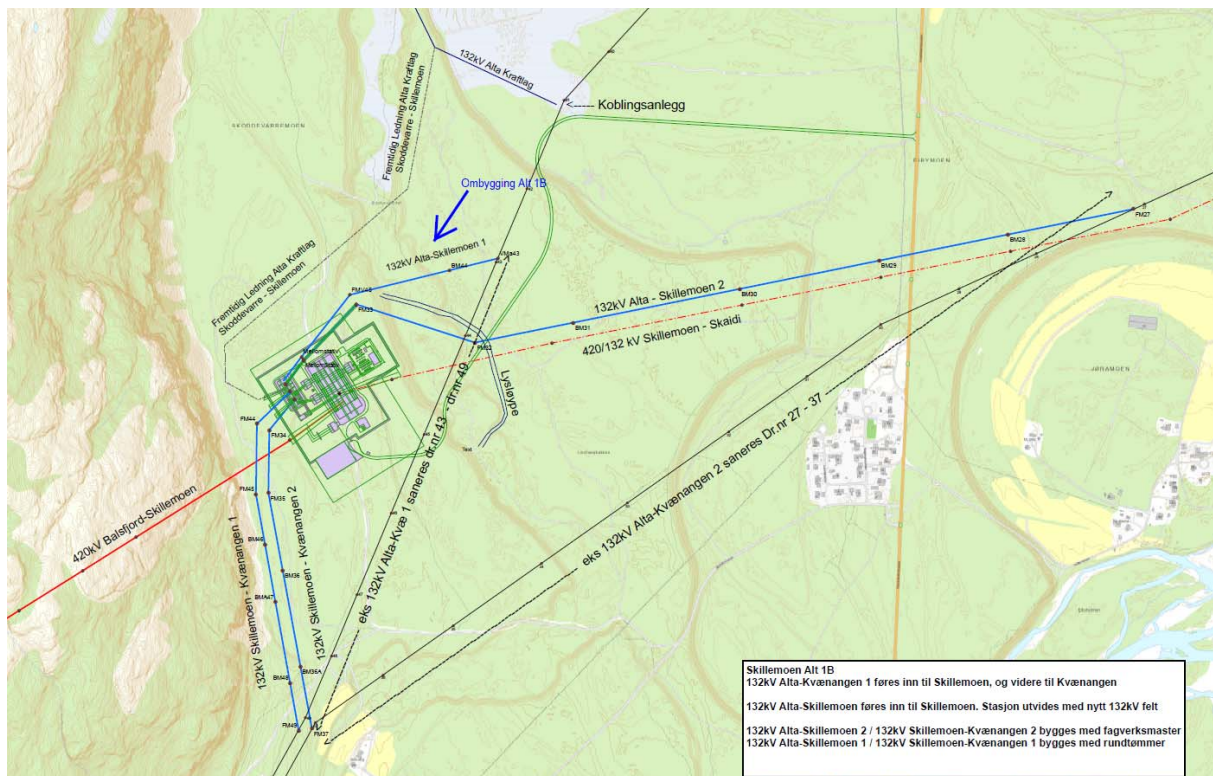 132kV Alta Kraftlag
Koblingsanlegg
Fremtidig Ledning Alta Kraftlag
Skoddevarre - Skillemoen
SKODDEVARREMOEN
Ombygging Alt 1B
132kV Alta-Skillemoen 1
BM44
Fremtidig Ledning Alta Kraftlag
Skoddevarre - Skillemoen
FM33
FM27
BM28
BM29
BM30
BM31
132kV Alta - Skillemoen 2
420/132 kV Skillemoen - Skaidi
Lysløype
eks 132kV Alta-Kvæ 1 saneres dr.nr 43 - dr.nr 49
eks 132kV Alta-Kvænangen 2 saneres Dr.nr 27 - 37
FM44
FM34
FM35
420kV Balsfjord-Skillemoen
132kV Skillemoen - Kvænangen 1
132kV Skillemoen - Kvænangen 2
BM36
BMA47
BM36A
BM48
FM49
FM37
Skillemoen Alt 1B
132kV Alta-Kvænangen 1 føres inn til Skillemoen, og videre til Kvænangen
132kV Alta-Skillemoen føres inn til Skillemoen. Stasjon utvides med nytt 132kV felt
132kV Alta-Skillemoen 2 / 132kV Skillemoen-Kvænangen 2 bygges med fagverksmaster
132kV Alta-Skillemoen 1 / 132kV Skillemoen-Kvænangen 1 bygges med rundtømmer